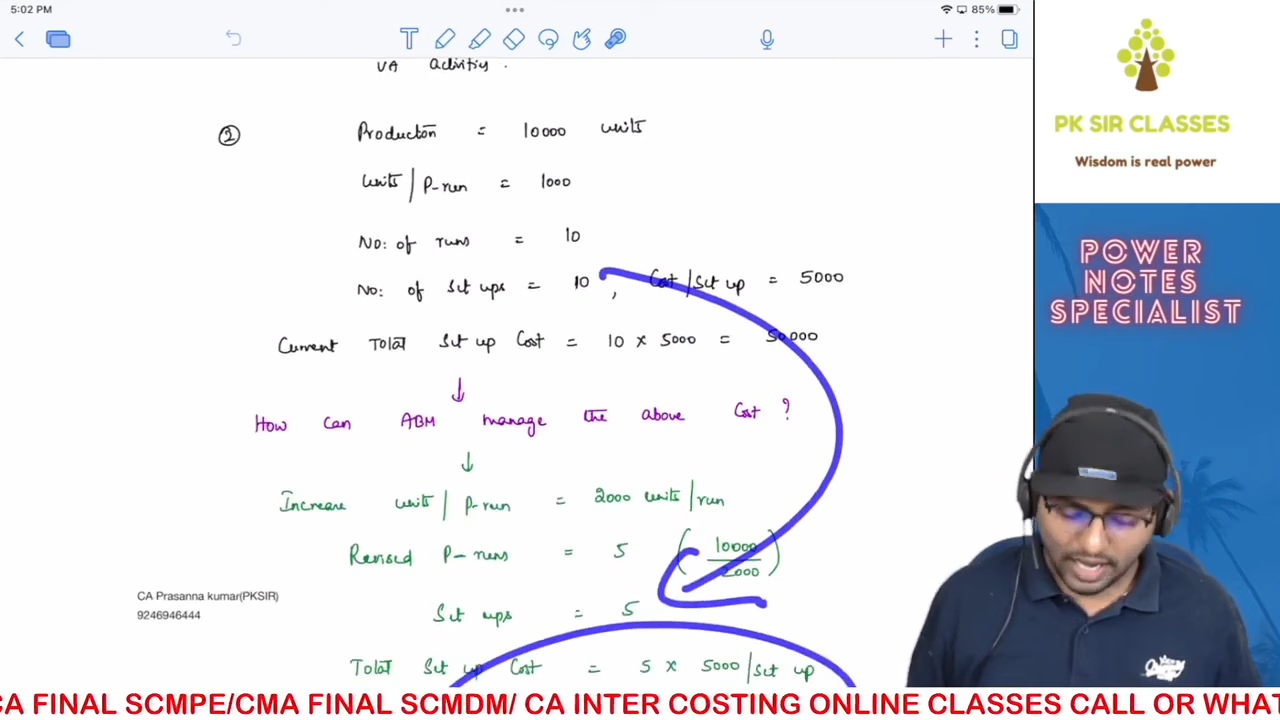 5:02 PM
85%
VA Activities.
PK SIR CLASSES
Wisdom is real power
② Production = 10000 units
Units/P-run = 1000
No: of runs = 10
No: of Set ups = 10, Cost/Set up = 5000
Current Total Set up Cost = 10 x 5000 = 50000
How Can ABM manage the above Cost?
Increase units/P-run = 2000 units/run
Revised P-runs = 5 (10000/2000)
Set ups = 5
Total Set up Cost = 5 x 5000/Set up
CA Prasanna kumar(PKSIR)
9246946444
POWER
NOTES
SPECIALIST
CA FINAL SCMPE/CMA FINAL SCMDM/ CA INTER COSTING ONLINE CLASSES CALL OR WHAT